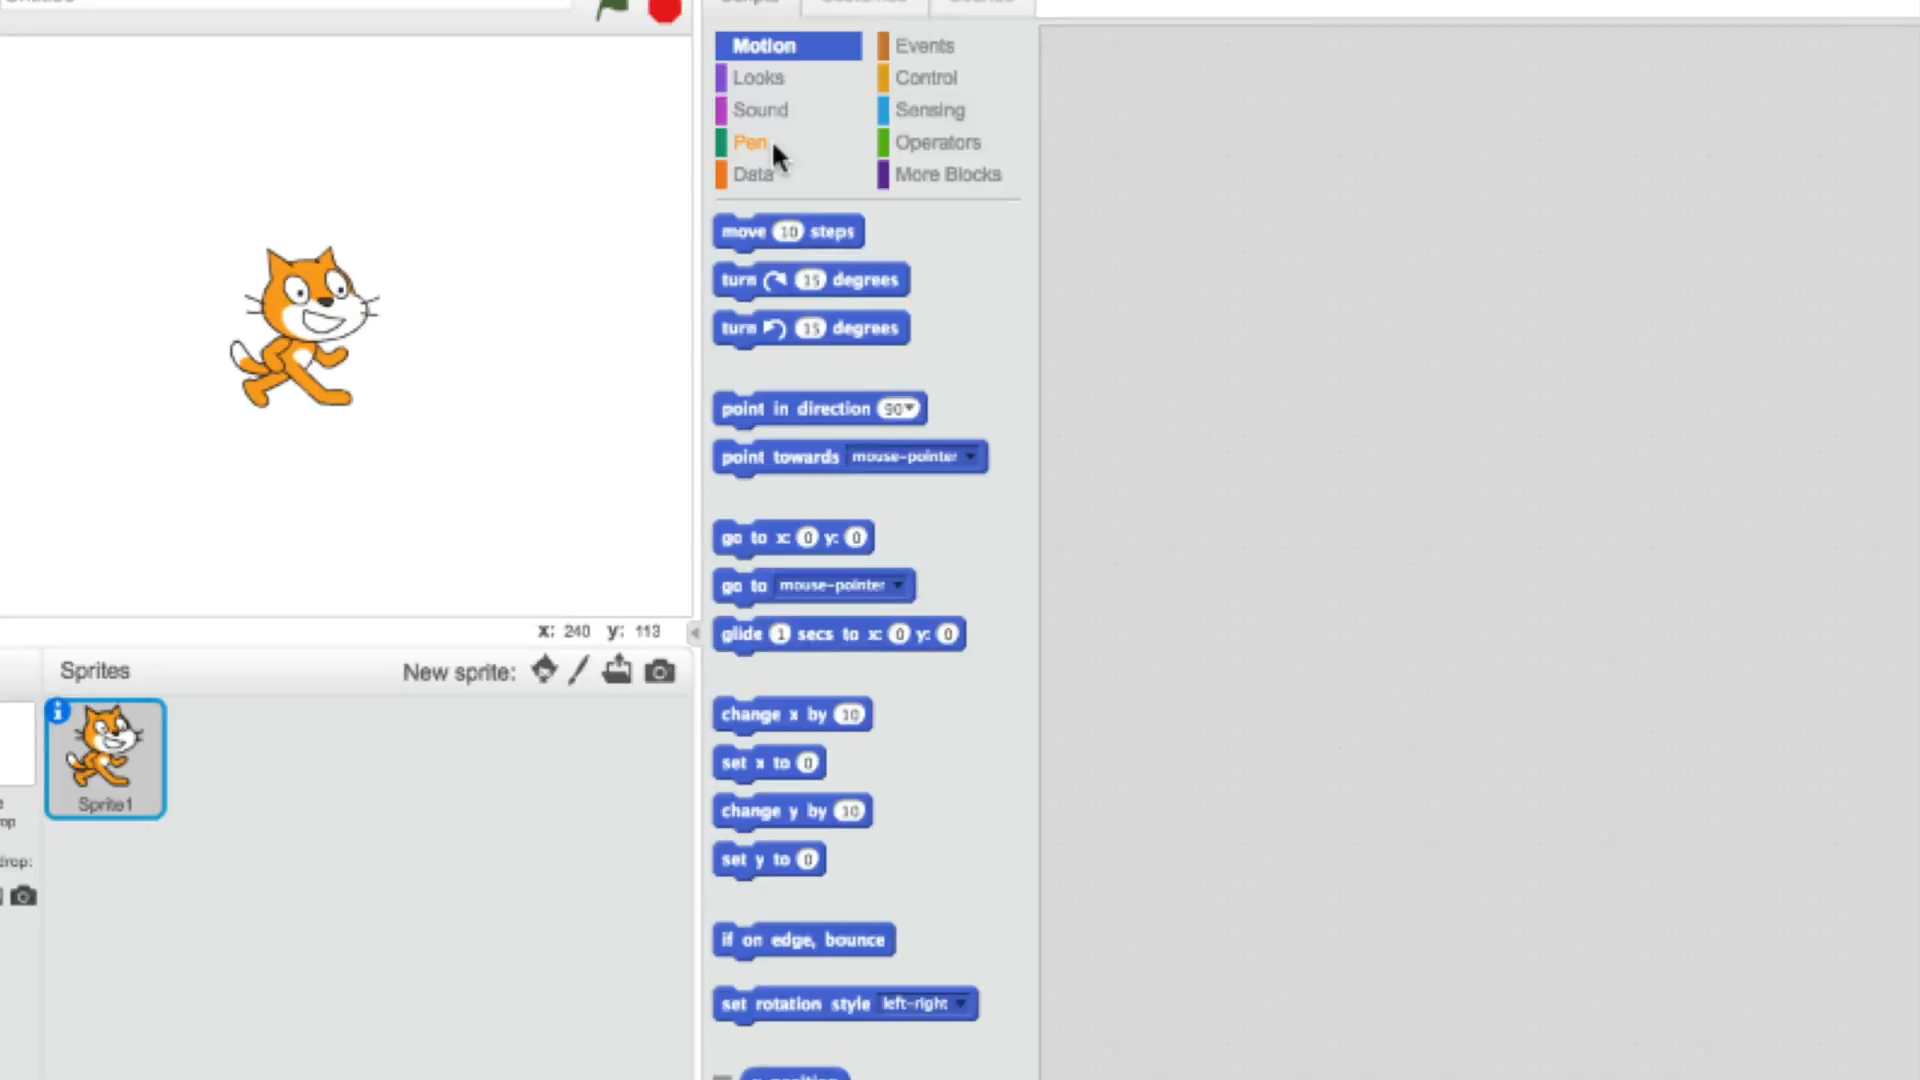 Motion
Looks
Sound
Pen
Data
Events
Control
Sensing
Operators
More Blocks
move 10 steps
turn 15 degrees
turn 15 degrees
point in direction 90
point towards mouse-pointer
go to x: 0 y: 0
go to mouse-pointer
glide 1 secs to x: 0 y: 0
change x by 10
set x to 0
change y by 10
set y to 0
if on edge, bounce
set rotation style left-right
x: 240 y: 113
Sprites
New sprite:
Sprite1
drop: